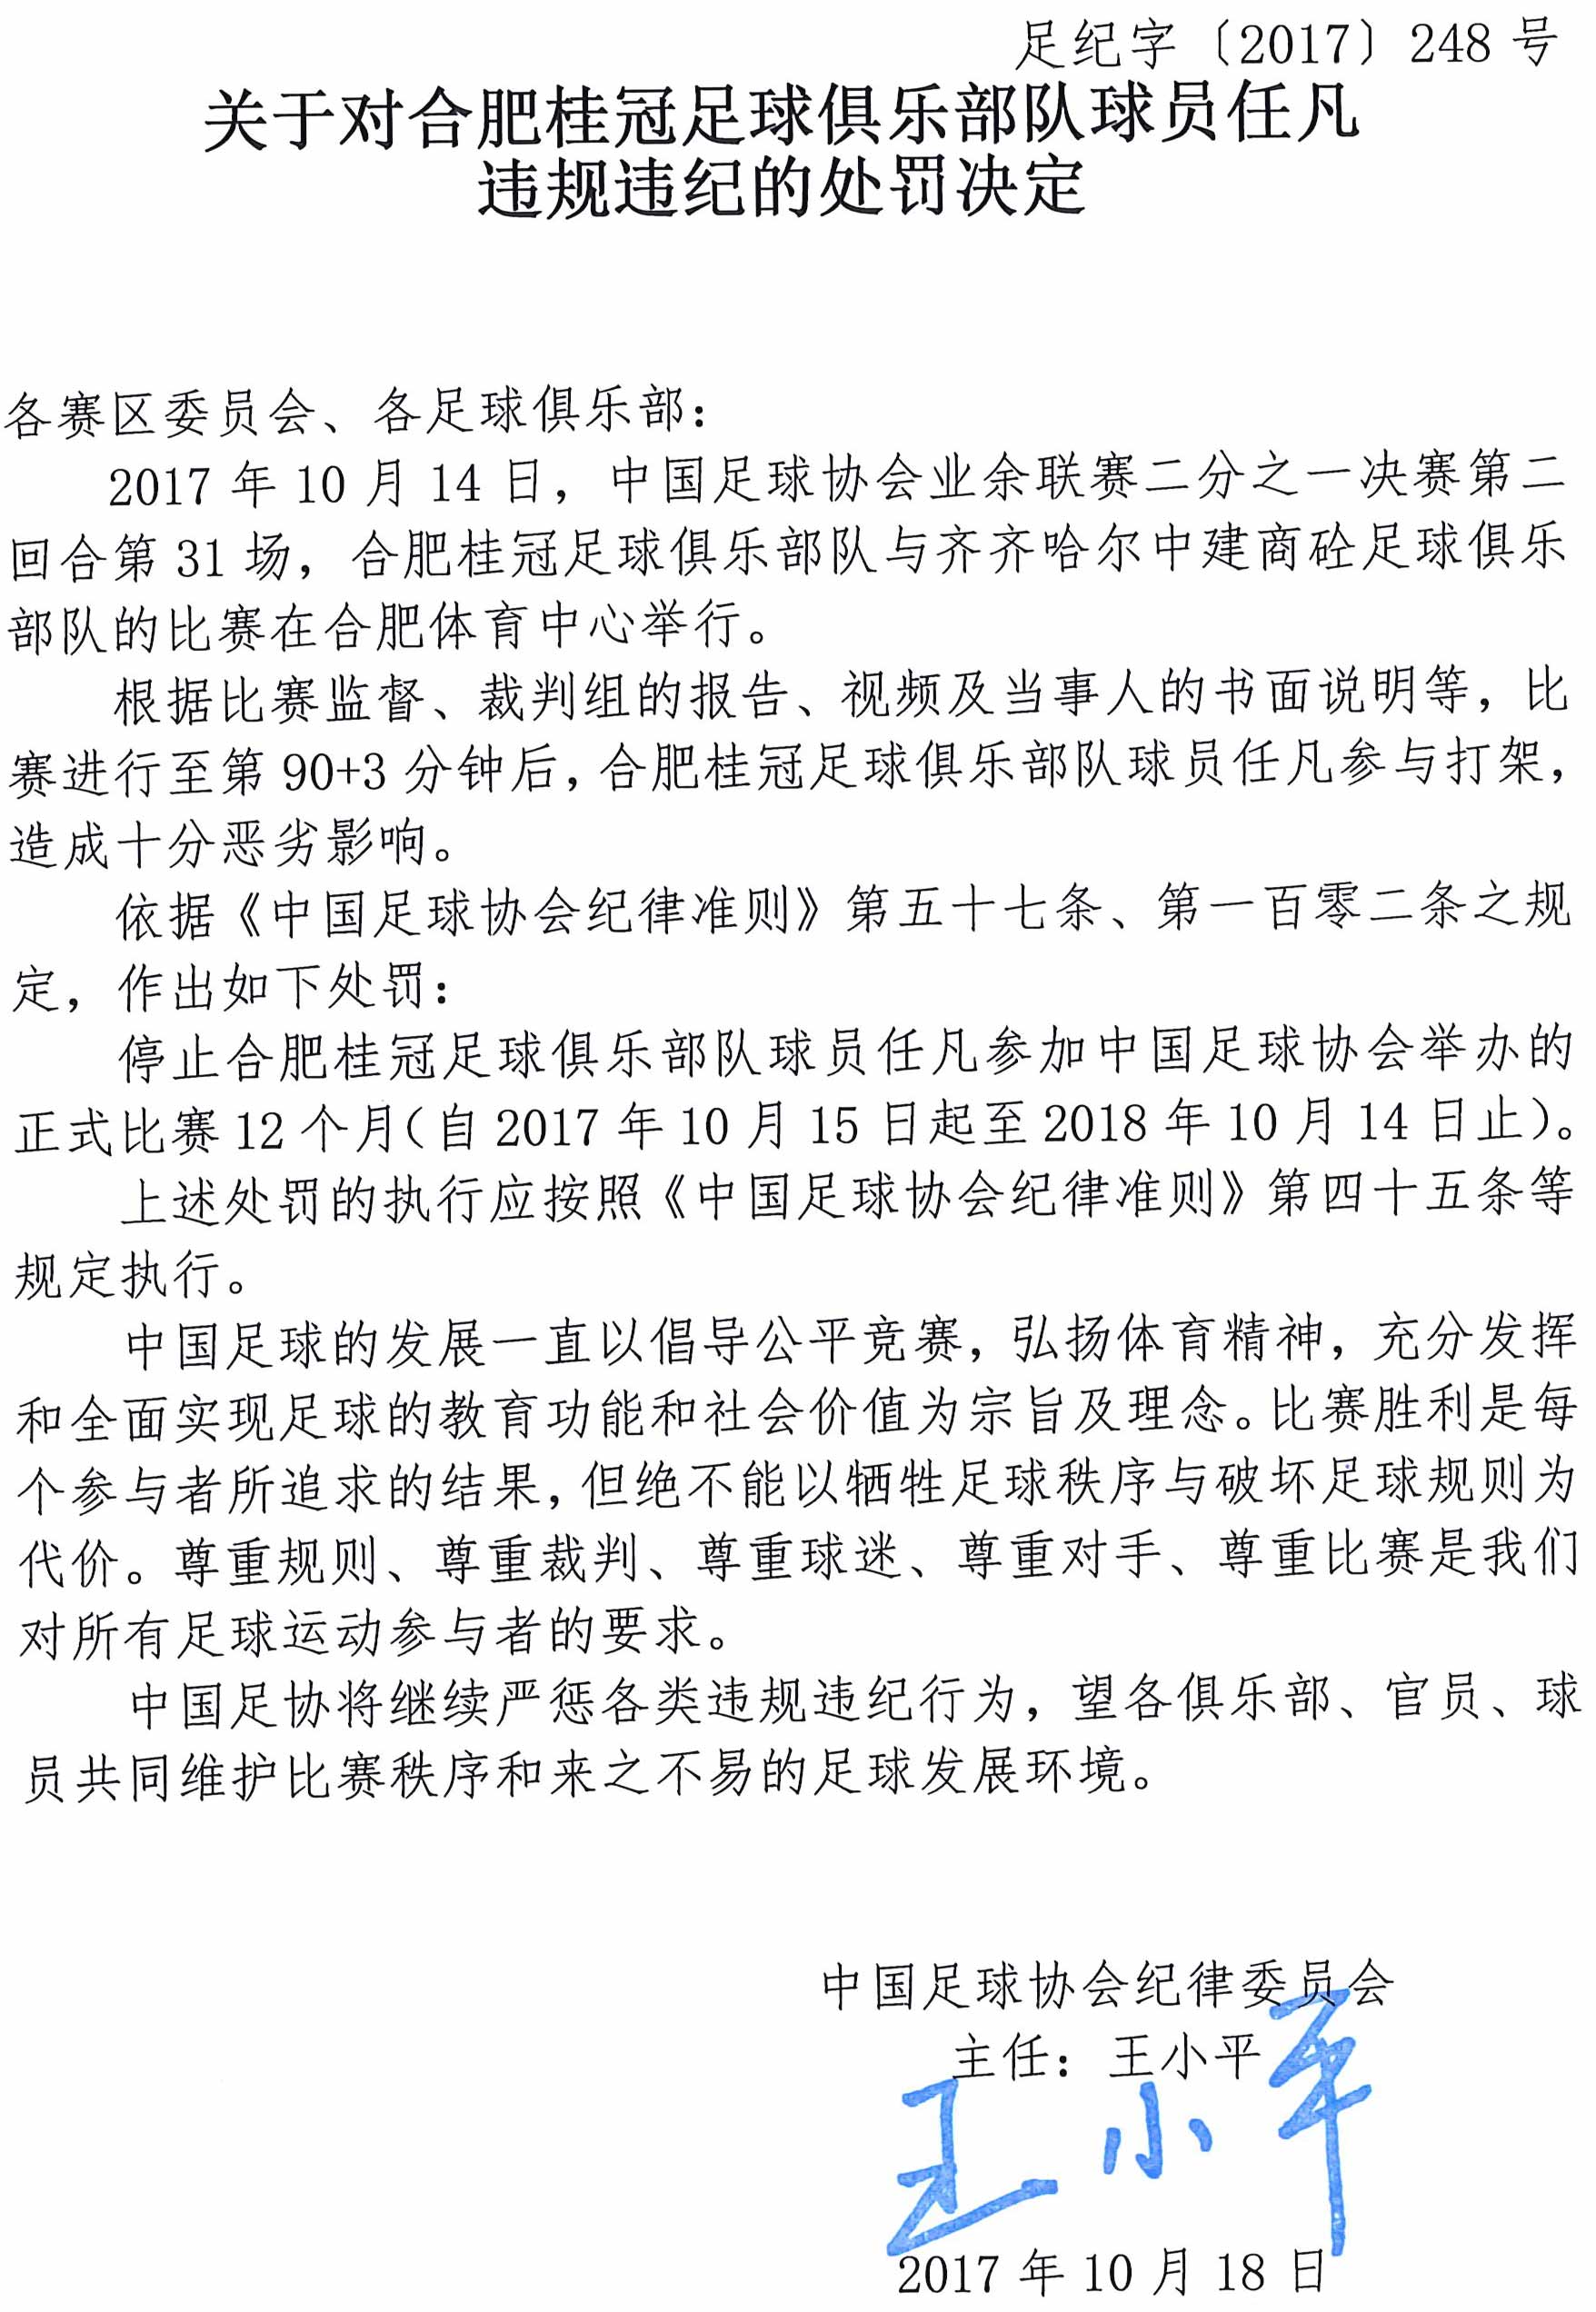 足纪字〔2017〕248 号
关于对合肥桂冠足球俱乐部队球员任凡
违规违纪的处罚决定
各赛区委员会、各足球俱乐部：
2017 年 10 月 14 日，中国足球协会业余联赛二分之一决赛第二
回合第 31 场，合肥桂冠足球俱乐部队与齐齐哈尔中建商砼足球俱乐
部队的比赛在合肥体育中心举行。
根据比赛监督、裁判组的报告、视频及当事人的书面说明等，比
赛进行至第 90+3 分钟后，合肥桂冠足球俱乐部队球员任凡参与打架，
造成十分恶劣影响。
依据《中国足球协会纪律准则》第五十七条、第一百零二条之规
定，作出如下处罚：
停止合肥桂冠足球俱乐部队球员任凡参加中国足球协会举办的
正式比赛 12 个月（自 2017 年 10 月 15 日起至 2018 年 10 月 14 日止）。
上述处罚的执行应按照《中国足球协会纪律准则》第四十五条等
规定执行。
中国足球的发展一直以倡导公平竞赛，弘扬体育精神，充分发挥
和全面实现足球的教育功能和社会价值为宗旨及理念。比赛胜利是每
个参与者所追求的结果，但绝不能以牺牲足球秩序与破坏足球规则为
代价。尊重规则、尊重裁判、尊重球迷、尊重对手、尊重比赛是我们
对所有足球运动参与者的要求。
中国足协将继续严惩各类违规违纪行为，望各俱乐部、官员、球
员共同维护比赛秩序和来之不易的足球发展环境。
中国足球协会纪律委员会
主任：王小平
王小平
2017 年 10 月 18 日